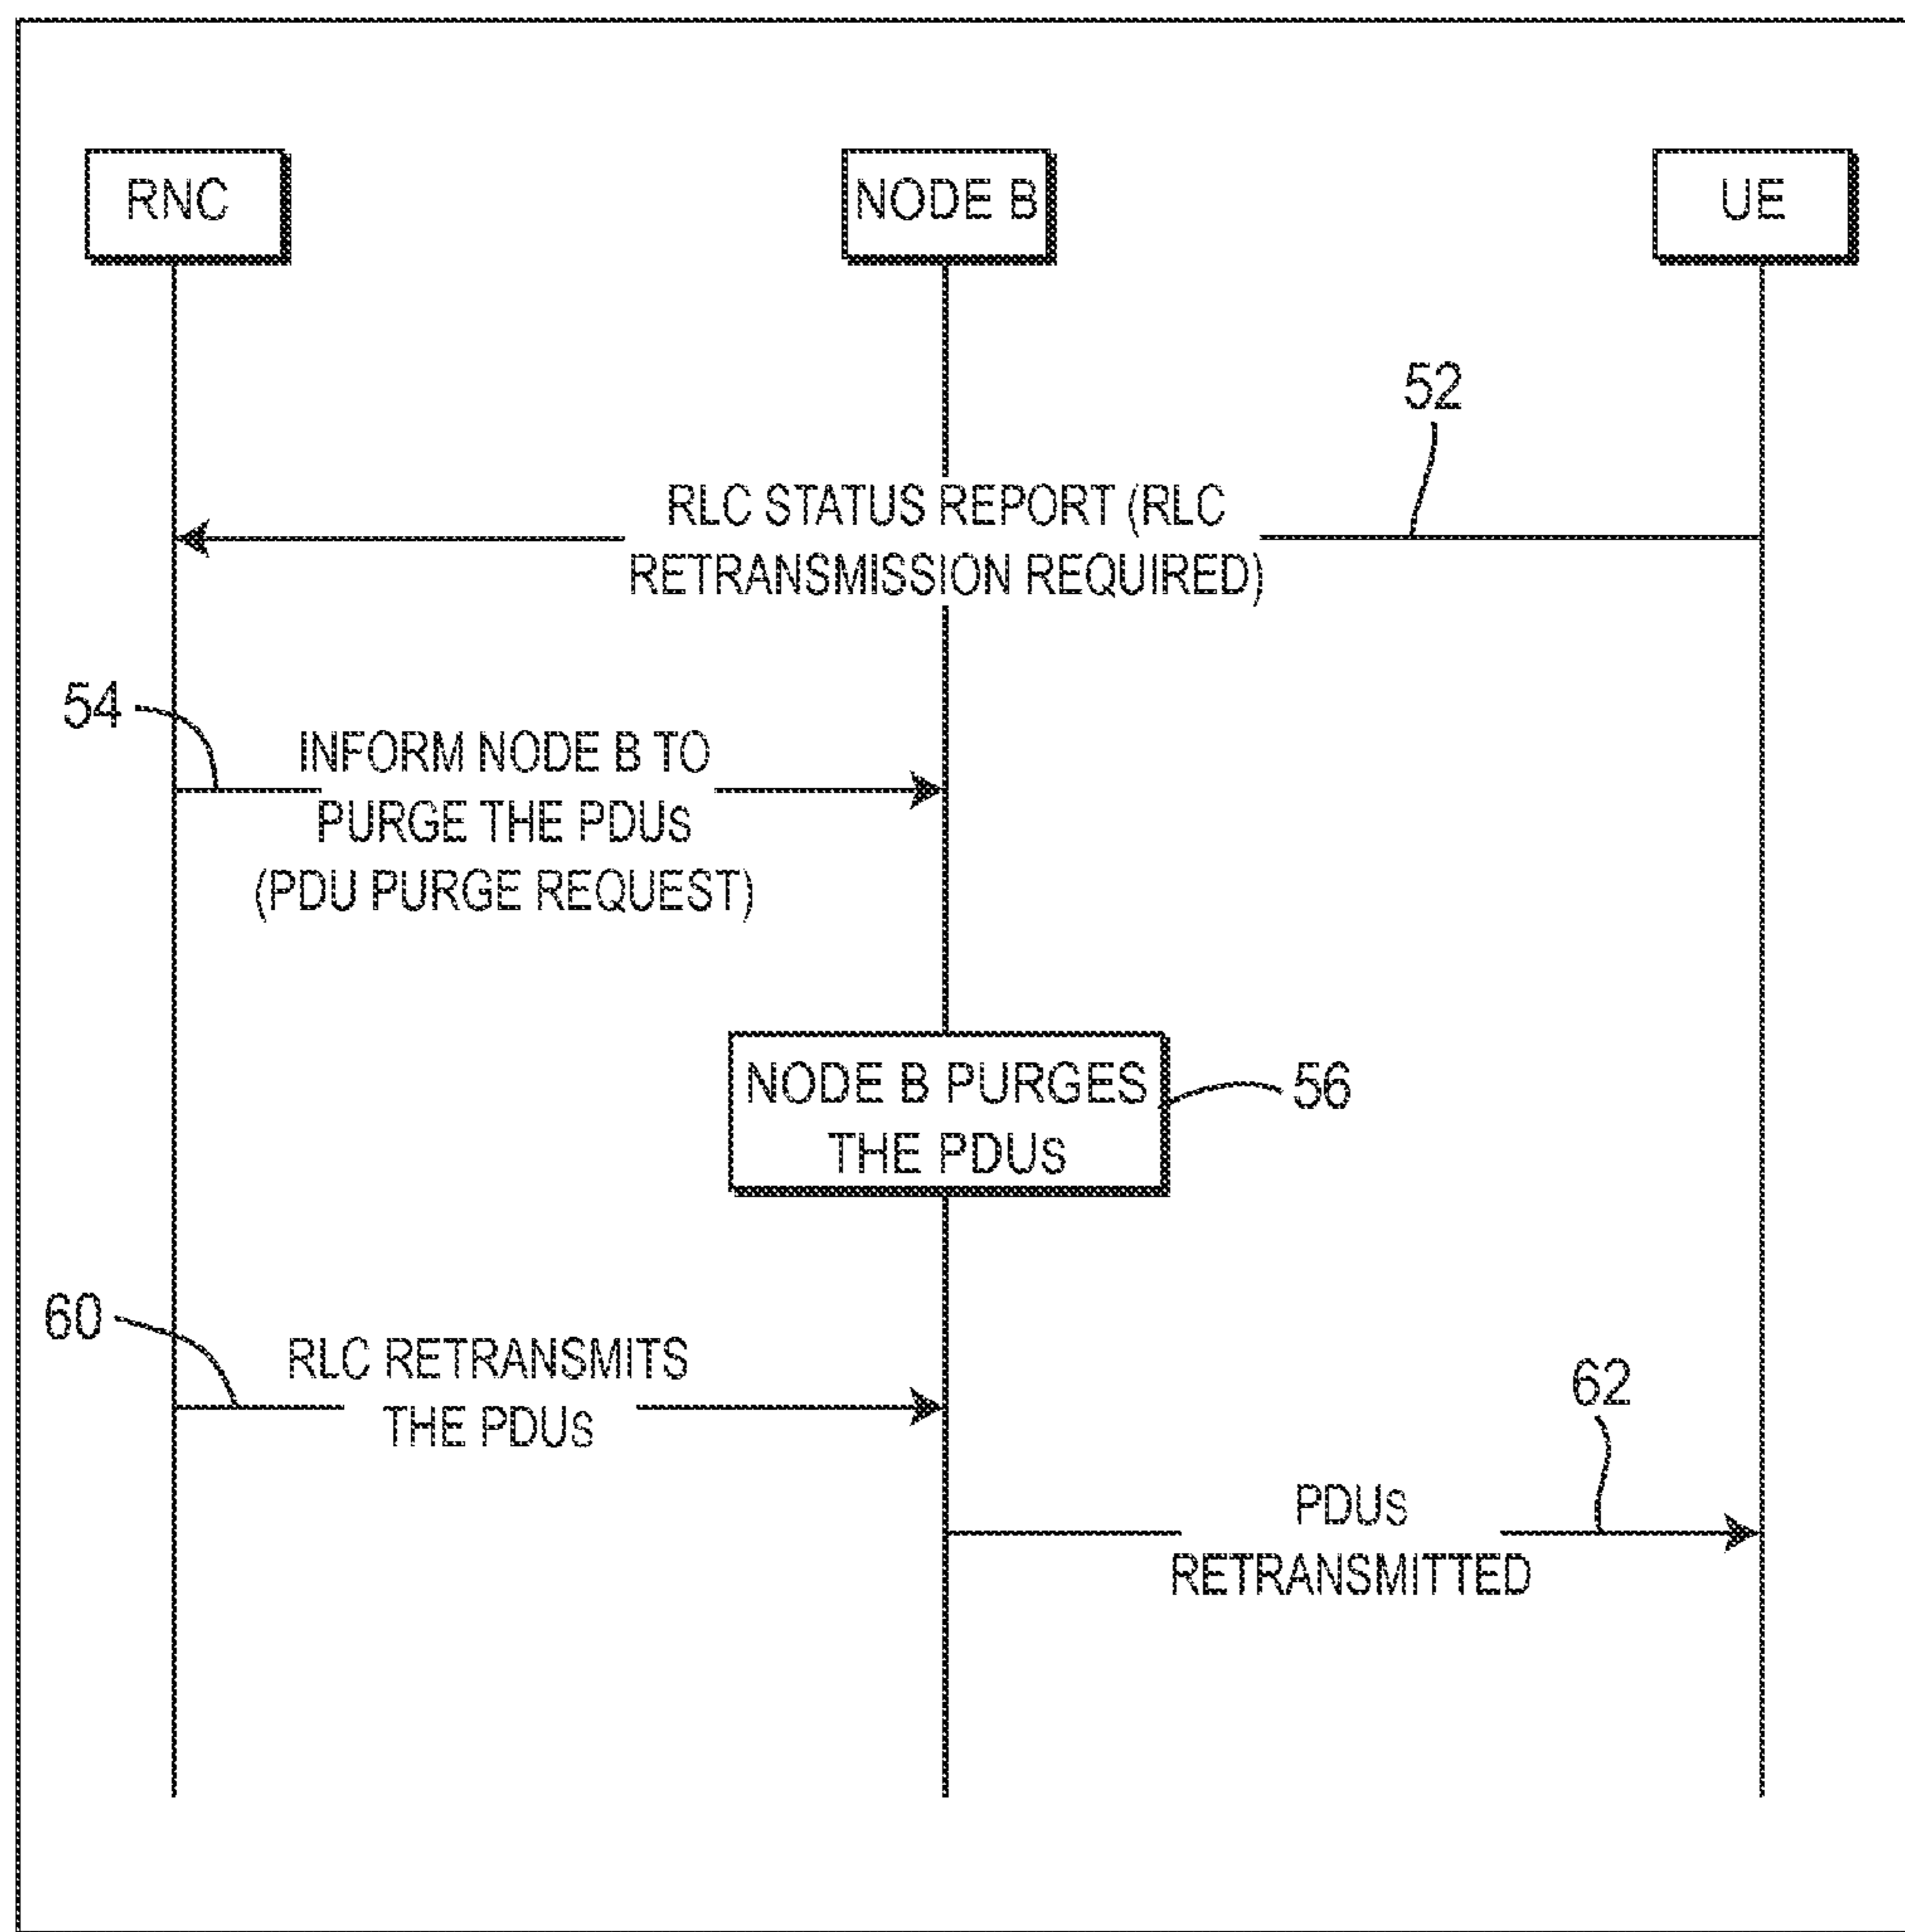 RNC
NODE B
UE
52
RLC STATUS REPORT (RLC
RETRANSMISSION REQUIRED)
54
INFORM NODE B TO
PURGE THE PDUs
(PDU PURGE REQUEST)
NODE B PURGES
THE PDUs
56
60
RLC RETRANSMITS
THE PDUs
62
PDUs
RETRANSMITTED